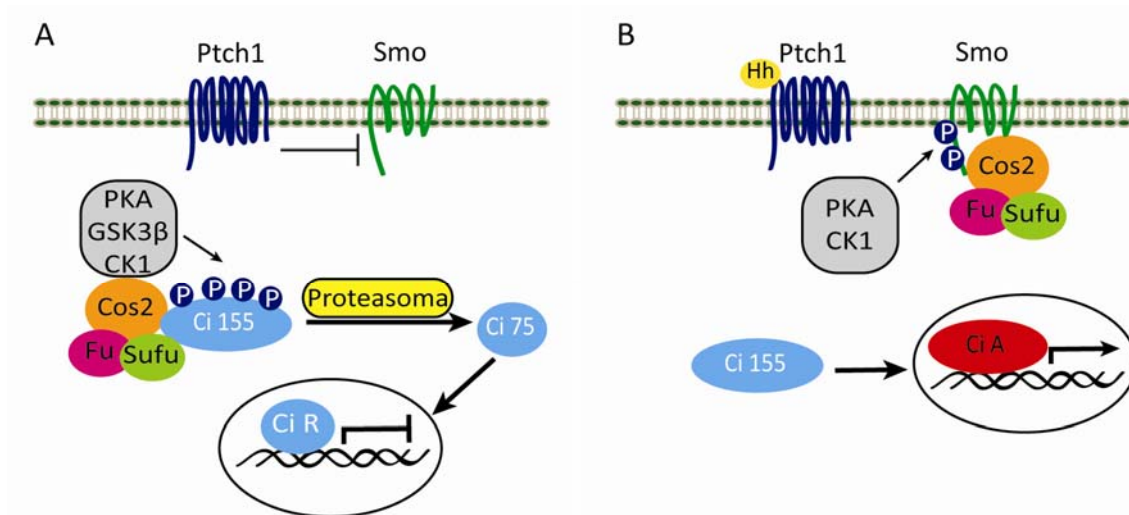 A
Ptch1
Smo
PKA
GSK3β
CK1
P P P P
Cos2
Ci 155
Fu
Sufu
Proteasoma
Ci 75
Ci R
B
Hh
Ptch1
Smo
P
P
Cos2
Fu
Sufu
PKA
CK1
Ci 155
Ci A